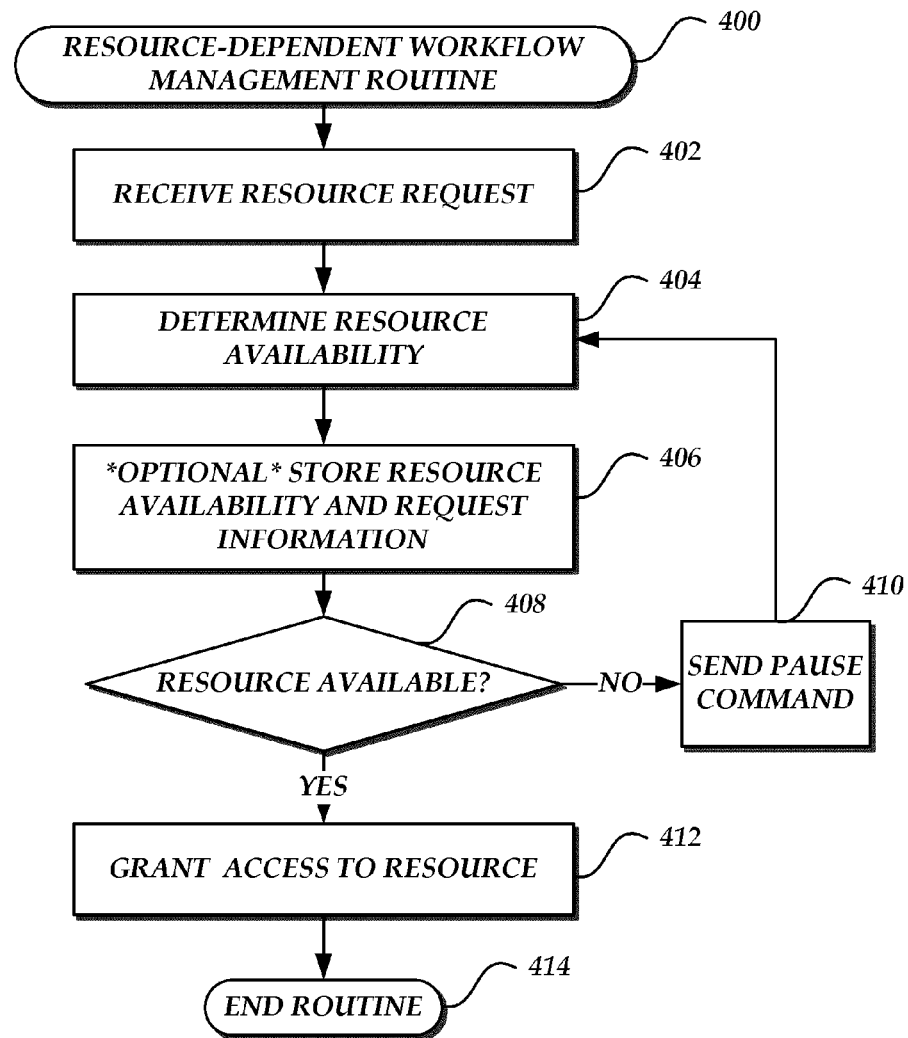 RESOURCE-DEPENDENT WORKFLOW
MANAGEMENT ROUTINE
400
RECEIVE RESOURCE REQUEST
402
DETERMINE RESOURCE
AVAILABILITY
404
*OPTIONAL* STORE RESOURCE
AVAILABILITY AND REQUEST
INFORMATION
406
RESOURCE AVAILABLE?
408
NO
SEND PAUSE
COMMAND
410
YES
GRANT ACCESS TO RESOURCE
412
END ROUTINE
414